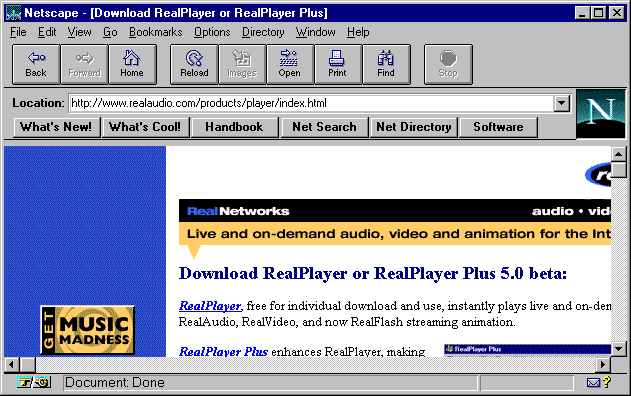 Netscape - [Download RealPlayer or RealPlayer Plus]
File Edit View Go Bookmarks Options Directory Window Help
Back Forward Home Reload Images Open Print Find Stop
Location: http://www.realaudio.com/products/player/index.html
N
What's New! What's Cool! Handbook Net Search Net Directory Software
re
RealNetworks audio • vid
Live and on-demand audio, video and animation for the Int
Download RealPlayer or RealPlayer Plus 5.0 beta:
RealPlayer, free for individual download and use, instantly plays live and on-dem
RealAudio, RealVideo, and now RealFlash streaming animation.
GET MUSIC
MADNESS
RealPlayer Plus enhances RealPlayer, making
RealPlayer Plus
Document: Done
?